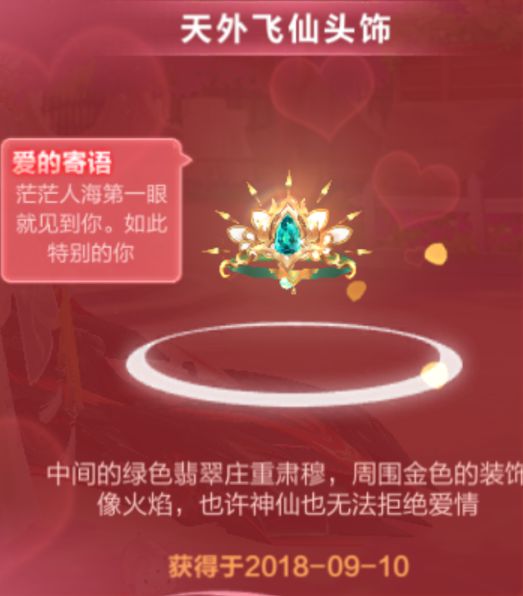 天外飞仙头饰
爱的寄语
茫茫人海第一眼
就见到你。如此
特别的你
中间的绿色翡翠庄重肃穆，周围金色的装饰
像火焰，也许神仙也无法拒绝爱情
获得于2018-09-10